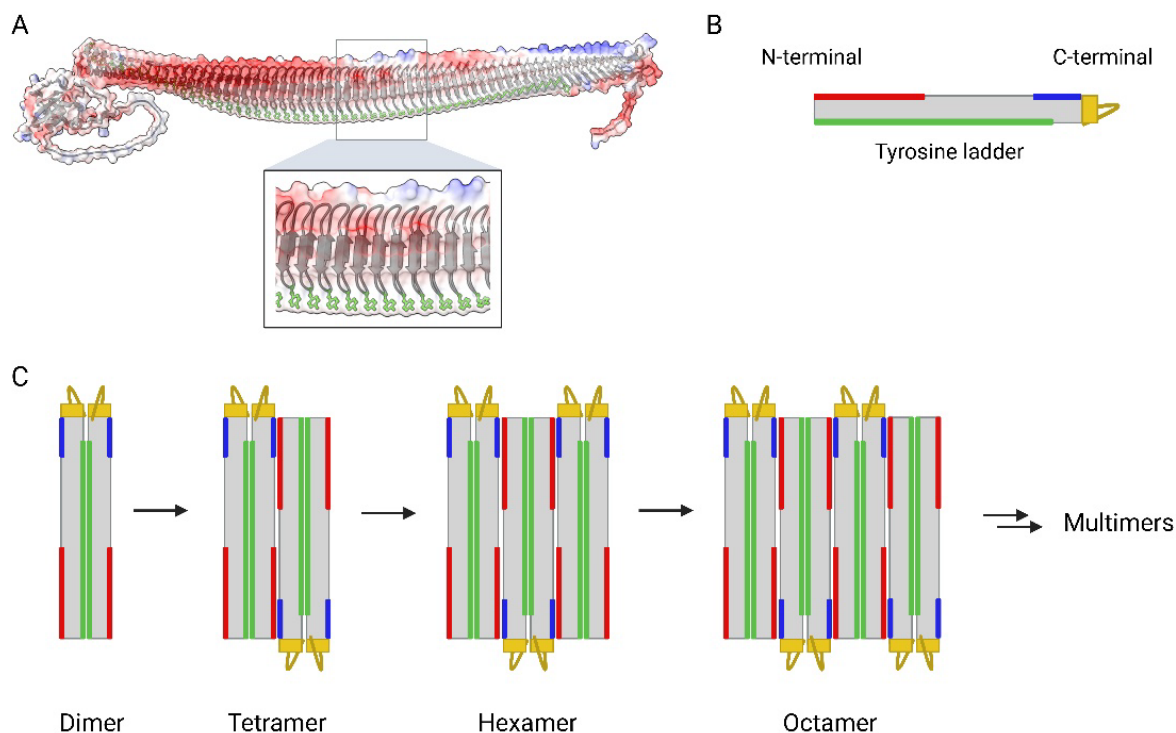 A
B
N-terminal C-terminal
Tyrosine ladder
C
Multimers
Dimer Tetramer Hexamer Octamer